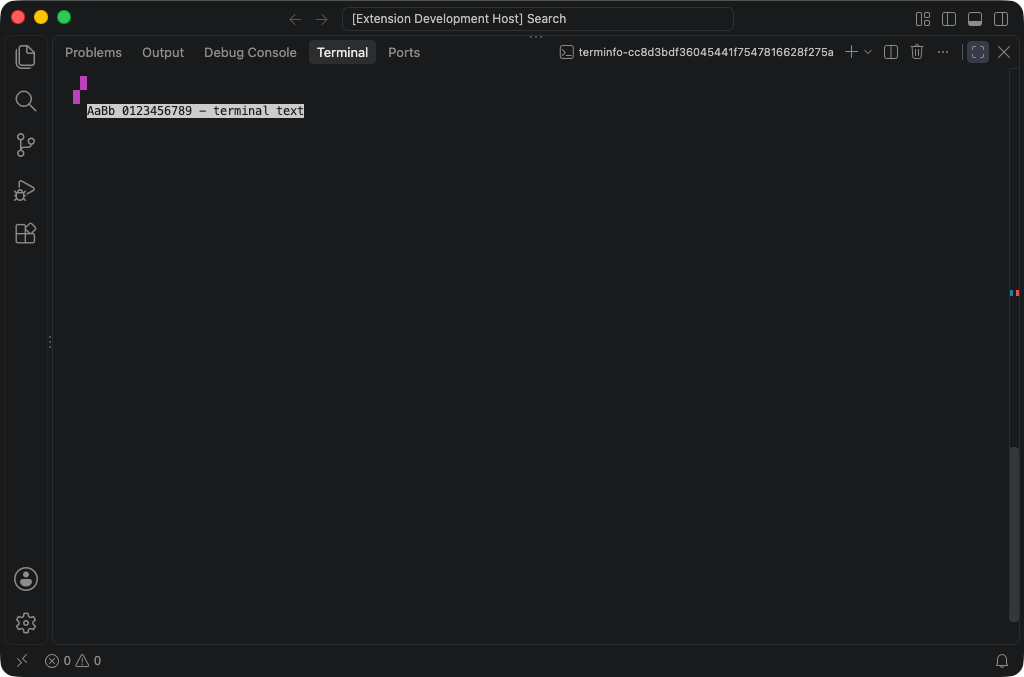 [Extension Development Host] Search
Problems Output Debug Console Terminal Ports terminfo-cc8d3bdf36045441f7547816628f275a
AaBb 0123456789 – terminal text
0 0